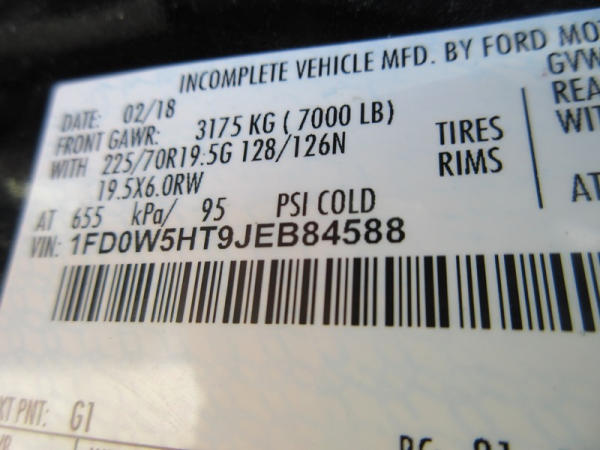 INCOMPLETE VEHICLE MFD. BY FORD
DATE: 02/18
GVW
FRONT GAWR: 3175 KG ( 7000 LB)
REA
WITH 225/70R19.5G 128/126N TIRES
WIT
19.5X6.0RW RIMS
AT 655 kPa/ 95 PSI COLD
AT
VIN: 1FD0W5HT9JEB84588
PNT: G1